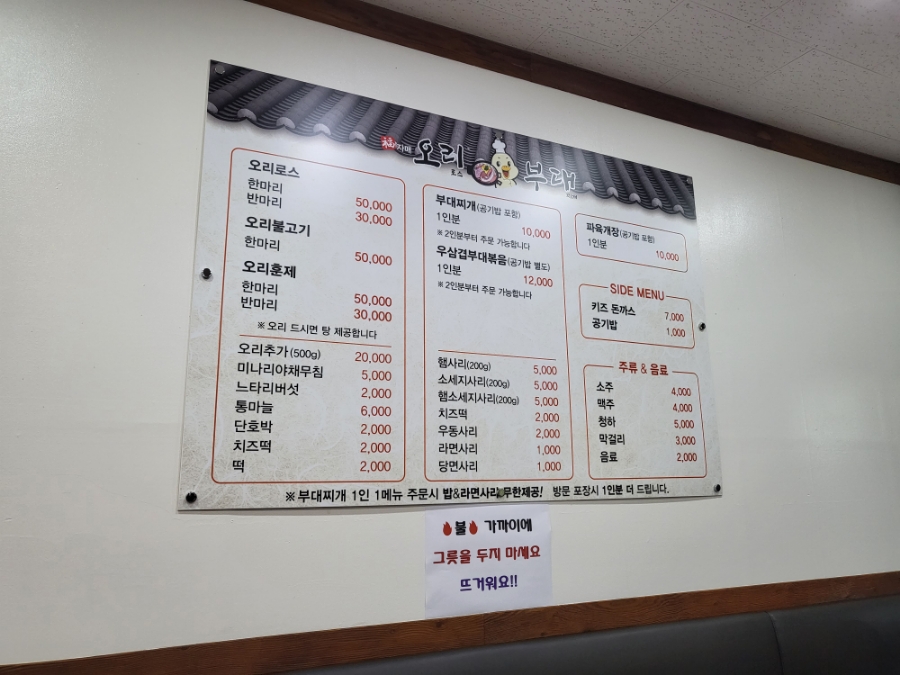 福자매 오리 부대
로스 찌개
오리로스
한마리 50,000
반마리 30,000
오리불고기
한마리 50,000
오리훈제
한마리 50,000
반마리 30,000
※ 오리 드시면 탕 제공합니다
오리추가(500g) 20,000
미나리야채무침 5,000
느타리버섯 2,000
통마늘 6,000
단호박 2,000
치즈떡 2,000
떡 2,000
부대찌개(공기밥 포함)
1인분 10,000
※ 2인분부터 주문 가능합니다
우삼겹부대볶음(공기밥 별도)
1인분 12,000
※ 2인분부터 주문 가능합니다
햄사리(200g) 5,000
소세지사리(200g) 5,000
햄소세지사리(200g) 5,000
치즈떡 2,000
우동사리 2,000
라면사리 1,000
당면사리 1,000
파육개장(공기밥 포함)
1인분 10,000
SIDE MENU
키즈 돈까스 7,000
공기밥 1,000
주류 & 음료
소주 4,000
맥주 4,000
청하 5,000
막걸리 3,000
음료 2,000
※ 부대찌개 1인 1메뉴 주문시 밥&라면사리 무한제공! 방문 포장시 1인분 더 드립니다.
불 가까이에
그릇을 두지 마세요
뜨거워요!!